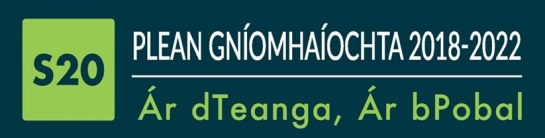 S20
PLEAN GNÍOMHAÍOCHTA 2018-2022
Ár dTeanga, Ár bPobal